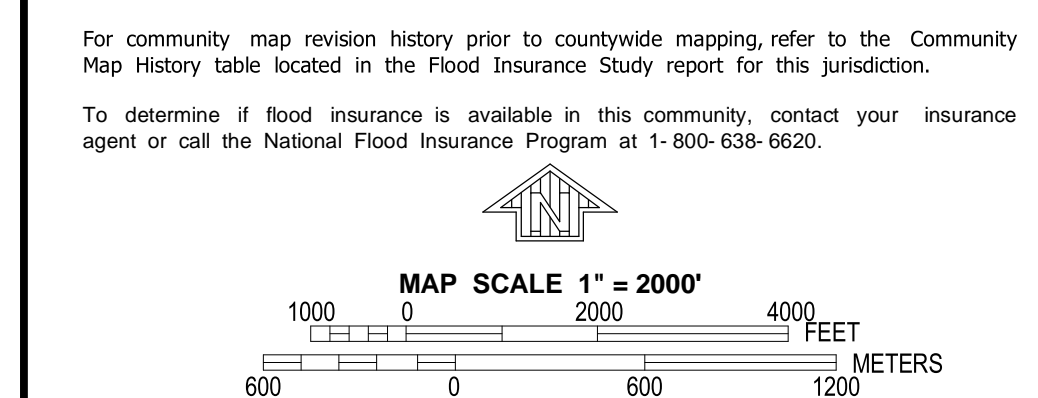 For community map revision history prior to countywide mapping, refer to the Community
Map History table located in the Flood Insurance Study report for this jurisdiction.
To determine if flood insurance is available in this community, contact your insurance
agent or call the National Flood Insurance Program at 1- 800- 638- 6620.
N
MAP SCALE 1" = 2000'
1000 0 2000 4000
FEET
METERS
600 0 600 1200